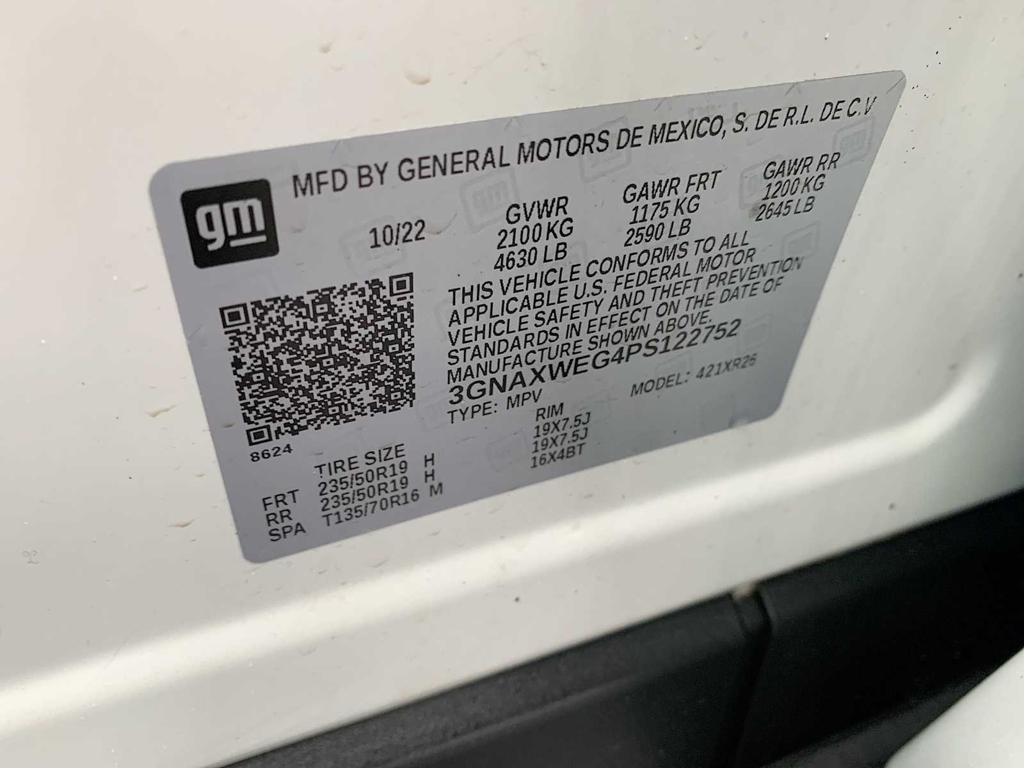 MFD BY GENERAL MOTORS DE MEXICO, S. DE R.L. DE C.V
gm
10/22
GVWR
2100 KG
4630 LB
GAWR FRT
1175 KG
2590 LB
GAWR RR
1200 KG
2645 LB
THIS VEHICLE CONFORMS TO ALL
APPLICABLE U.S. FEDERAL MOTOR
VEHICLE SAFETY AND THEFT PREVENTION
STANDARDS IN EFFECT ON THE DATE OF
MANUFACTURE SHOWN ABOVE.
3GNAXWEG4PS122752
TYPE: MPV MODEL: 421XR26
8624
TIRE SIZE RIM
FRT 235/50R19 H 19X7.5J
RR 235/50R19 H 19X7.5J
SPA T135/70R16 M 16X4BT